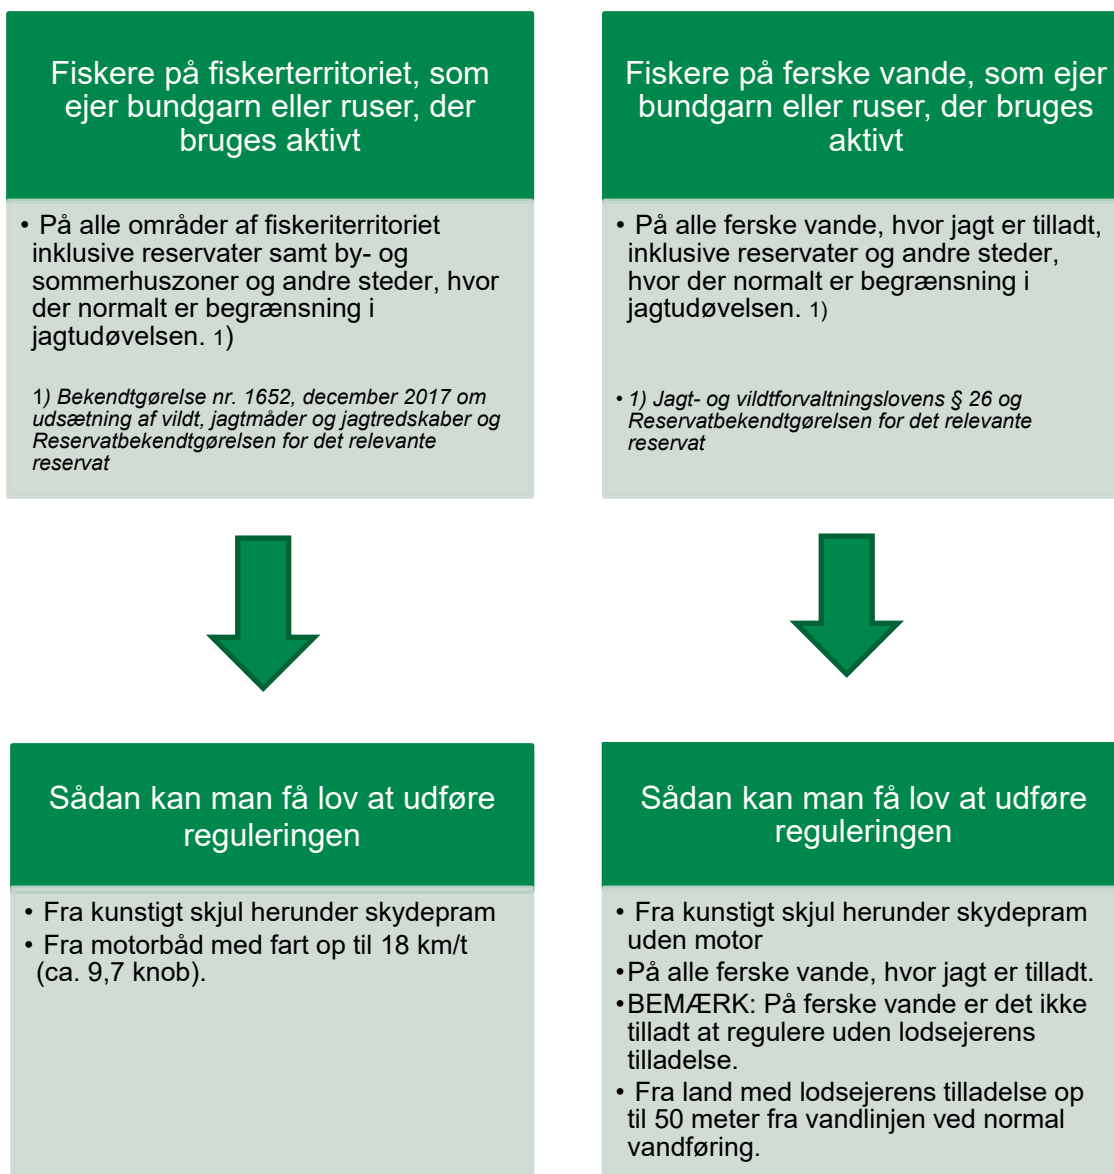 Fiskere på fiskerterritoriet, som
ejer bundgarn eller ruser, der
bruges aktivt
• På alle områder af fiskeriterritoriet
inklusive reservater samt by- og
sommerhuszoner og andre steder, hvor
der normalt er begrænsning i
jagtudøvelsen. 1)
1) Bekendtgørelse nr. 1652, december 2017 om
udsætning af vildt, jagtmåder og jagtredskaber og
Reservatbekendtgørelsen for det relevante
reservat
Fiskere på ferske vande, som ejer
bundgarn eller ruser, der bruges
aktivt
• På alle ferske vande, hvor jagt er tilladt,
inklusive reservater og andre steder,
hvor der normalt er begrænsning i
jagtudøvelsen. 1)
• 1) Jagt- og vildtforvaltningslovens § 26 og
Reservatbekendtgørelsen for det relevante
reservat
Sådan kan man få lov at udføre
reguleringen
• Fra kunstigt skjul herunder skydepram
• Fra motorbåd med fart op til 18 km/t
(ca. 9,7 knob).
Sådan kan man få lov at udføre
reguleringen
• Fra kunstigt skjul herunder skydepram
uden motor
•På alle ferske vande, hvor jagt er tilladt.
•BEMÆRK: På ferske vande er det ikke
tilladt at regulere uden lodsejerens
tilladelse.
• Fra land med lodsejerens tilladelse op
til 50 meter fra vandlinjen ved normal
vandføring.